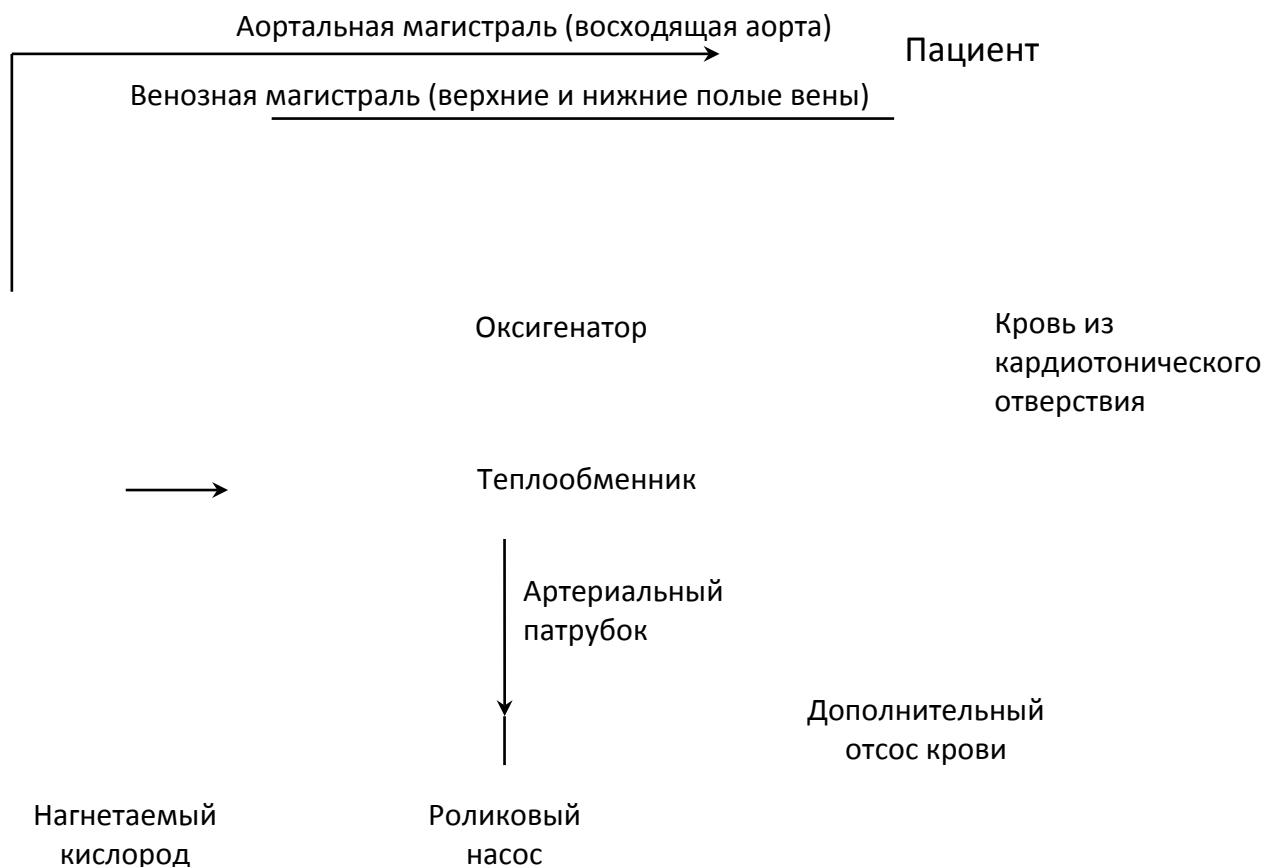 Аортальная магистраль (восходящая аорта)
Пациент
Венозная магистраль (верхние и нижние полые вены)
Оксигенатор
Кровь из
кардиотонического
отверствия
Теплообменник
Артериальный
патрубок
Дополнительный
отсос крови
Нагнетаемый
кислород
Роликовый
насос